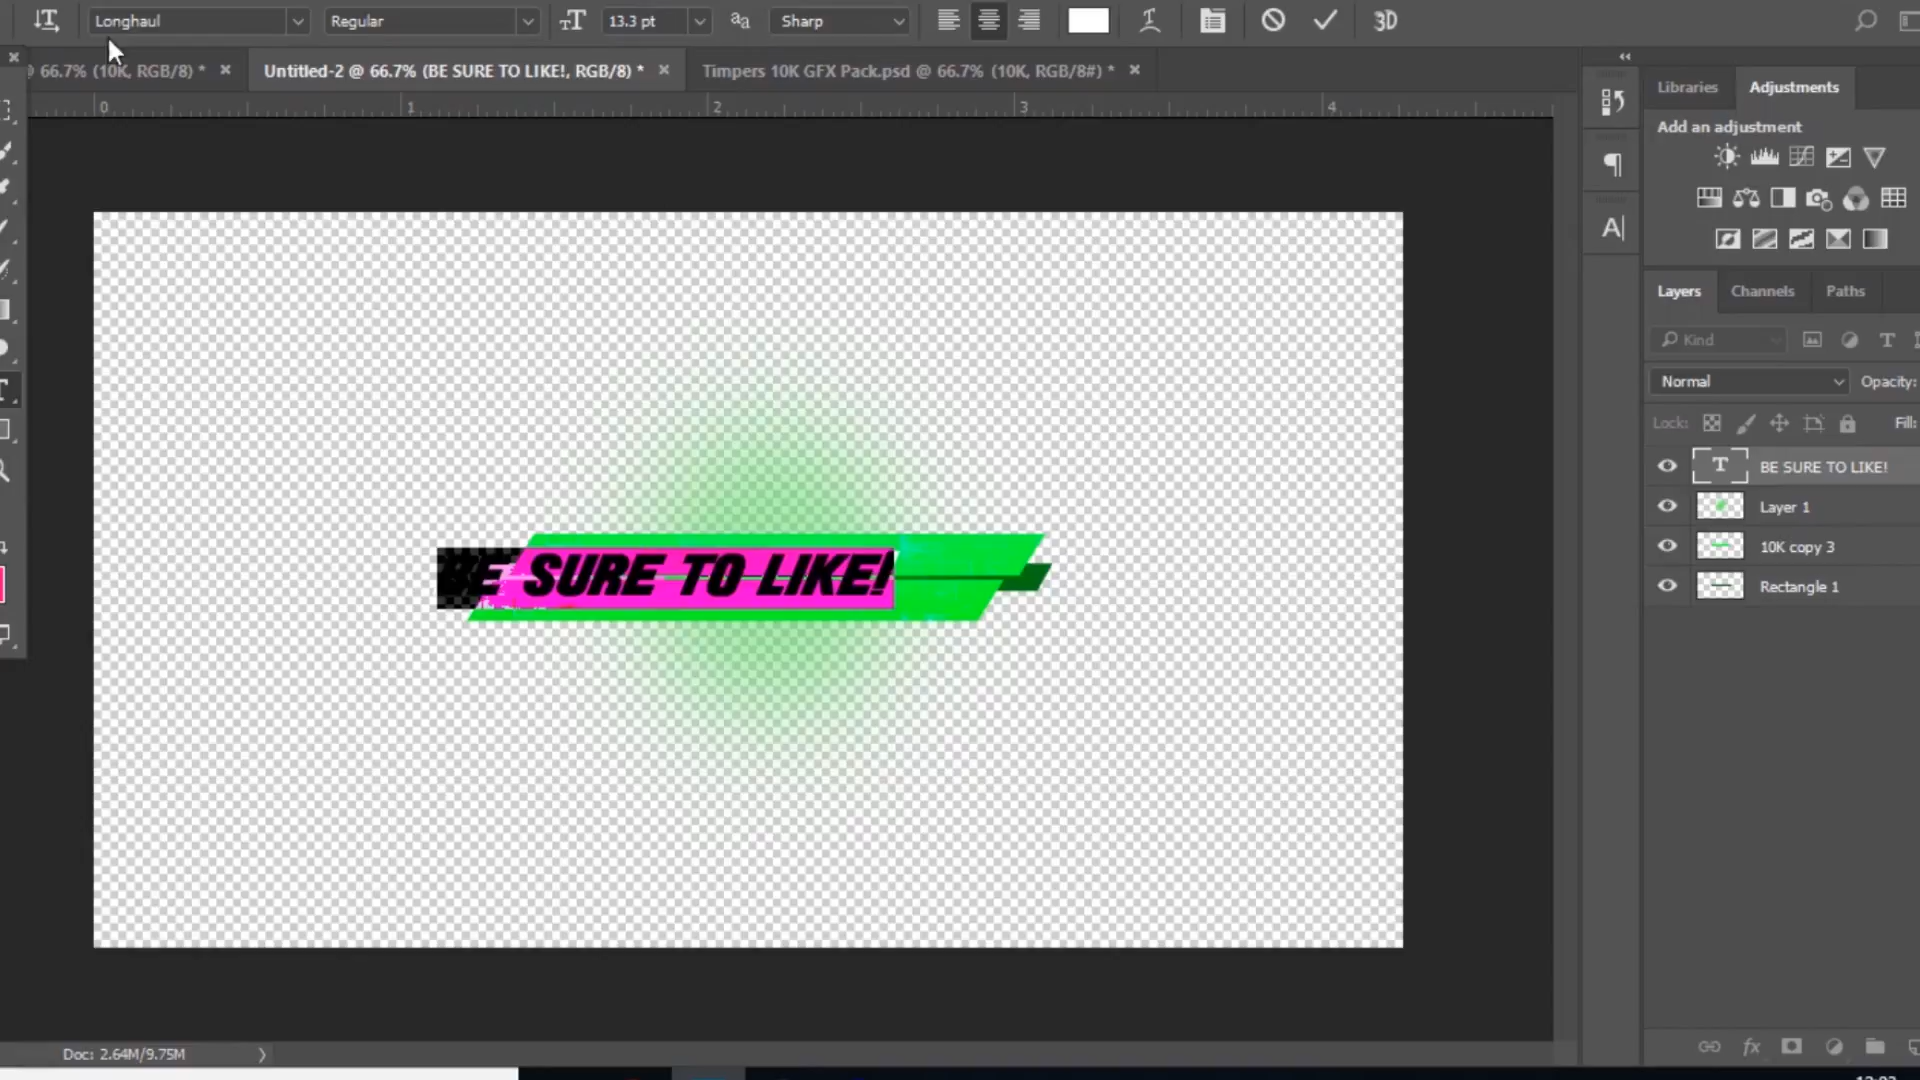 Longhaul Regular 13.3 pt aa Sharp 3D
@ 66.7% (10K, RGB/8) * Untitled-2 @ 66.7% (BE SURE TO LIKE!, RGB/8) * Timpers 10K GFX Pack.psd @ 66.7% (10K, RGB/8#) *
0 1 2 3 4
Libraries Adjustments
Add an adjustment
Layers Channels Paths
Kind
Normal Opacity:
Lock: Fill:
BE SURE TO LIKE!
Layer 1
10K copy 3
Rectangle 1
BE SURE TO LIKE!
Doc: 2.64M/9.75M